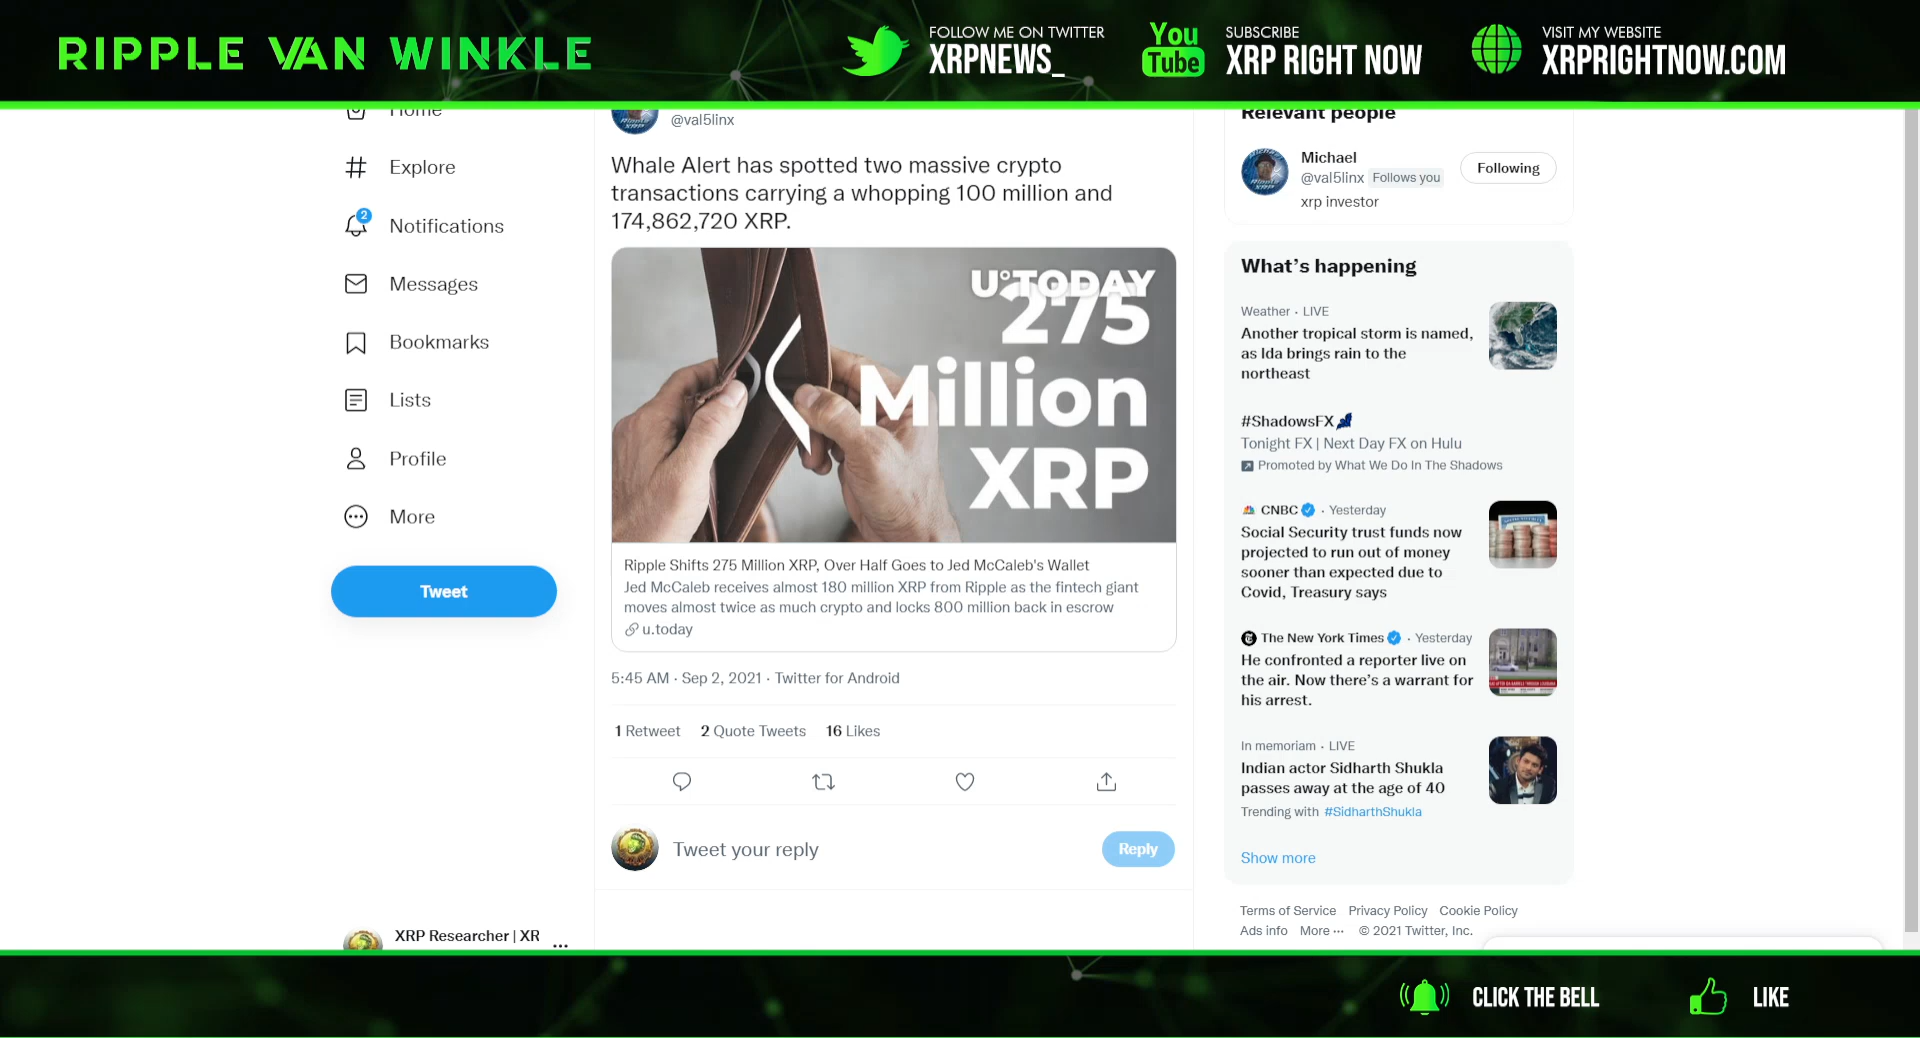 RIPPLE VAN WINKLE
FOLLOW ME ON TWITTER
XRPNEWS_
You
Tube
SUBSCRIBE
XRP RIGHT NOW
VISIT MY WEBSITE
XRPRIGHTNOW.COM
Home
Explore
2
Notifications
Messages
Bookmarks
Lists
Profile
More
Tweet
XRP Researcher | XR
@val5linx
Whale Alert has spotted two massive crypto
transactions carrying a whopping 100 million and
174,862,720 XRP.
U°TODAY
275
Million
XRP
Ripple Shifts 275 Million XRP, Over Half Goes to Jed McCaleb's Wallet
Jed McCaleb receives almost 180 million XRP from Ripple as the fintech giant
moves almost twice as much crypto and locks 800 million back in escrow
u.today
5:45 AM · Sep 2, 2021 · Twitter for Android
1 Retweet 2 Quote Tweets 16 Likes
Tweet your reply
Reply
Relevant people
Michael
@val5linx Follows you
Following
xrp investor
What's happening
Weather · LIVE
Another tropical storm is named,
as Ida brings rain to the
northeast
#ShadowsFX
Tonight FX | Next Day FX on Hulu
Promoted by What We Do In The Shadows
CNBC · Yesterday
Social Security trust funds now
projected to run out of money
sooner than expected due to
Covid, Treasury says
The New York Times · Yesterday
He confronted a reporter live on
the air. Now there's a warrant for
his arrest.
In memoriam · LIVE
Indian actor Sidharth Shukla
passes away at the age of 40
Trending with #SidharthShukla
Show more
Terms of Service Privacy Policy Cookie Policy
Ads info More ··· © 2021 Twitter, Inc.
CLICK THE BELL
LIKE